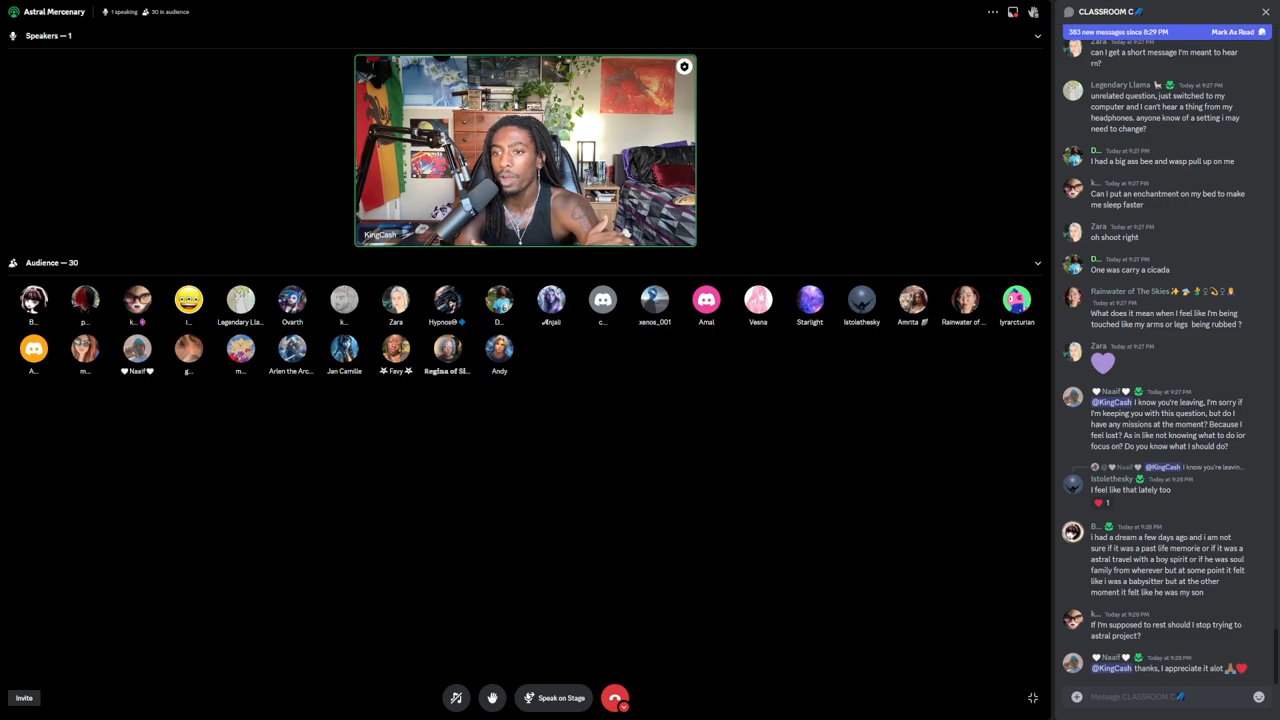 Astral Mercenary
1 speaking
30 in audience
Speakers — 1
KingCash
Audience — 30
B...
p...
k...
i...
Legendary Lla...
Ovarth
k...
Zara
Hypnos
D...
Anjali
c...
xenos_001
Amal
Vesna
Starlight
Istolethesky
Amrita
Rainwater of ...
lyrarcturian
A...
m...
🤍Naaif🤍
g...
m...
Arlen the Arc...
Jan Camille
Favy
Regina of Si...
Andy
Invite
Speak on Stage
CLASSROOM C
383 new messages since 8:29 PM
Mark As Read
Zara Today at 9:27 PM
can I get a short message I'm meant to hear
rn?
Legendary Llama 🦙 Today at 9:27 PM
unrelated question, just switched to my
computer and I can't hear a thing from my
headphones. anyone know of a setting i may
need to change?
D... Today at 9:27 PM
I had a big ass bee and wasp pull up on me
k... Today at 9:27 PM
Can I put an enchantment on my bed to make
me sleep faster
Zara Today at 9:27 PM
oh shoot right
D... Today at 9:27 PM
One was carry a cicada
Rainwater of The Skies
Today at 9:27 PM
What does it mean when I feel like I'm being
touched like my arms or legs being rubbed ?
Zara Today at 9:27 PM
💜
🤍Naaif🤍 Today at 9:27 PM
@KingCash I know you're leaving, I'm sorry if
I'm keeping you with this question, but do I
have any missions at the moment? Because I
feel lost? As in like not knowing what to do ior
focus on? Do you know what I should do?
@🤍Naaif🤍 @KingCash I know you're leavin...
Istolethesky Today at 9:28 PM
I feel like that lately too
❤️ 1
B... Today at 9:28 PM
i had a dream a few days ago and i am not
sure if it was a past life memorie or if it was a
astral travel with a boy spirit or if he was soul
family from wherever but at some point it felt
like i was a babysitter but at the other
moment it felt like he was my son
k... Today at 9:28 PM
If I'm supposed to rest should I stop trying to
astral project?
🤍Naaif🤍 Today at 9:28 PM
@KingCash thanks, I appreciate it alot 🙏🏽❤️
Message CLASSROOM C